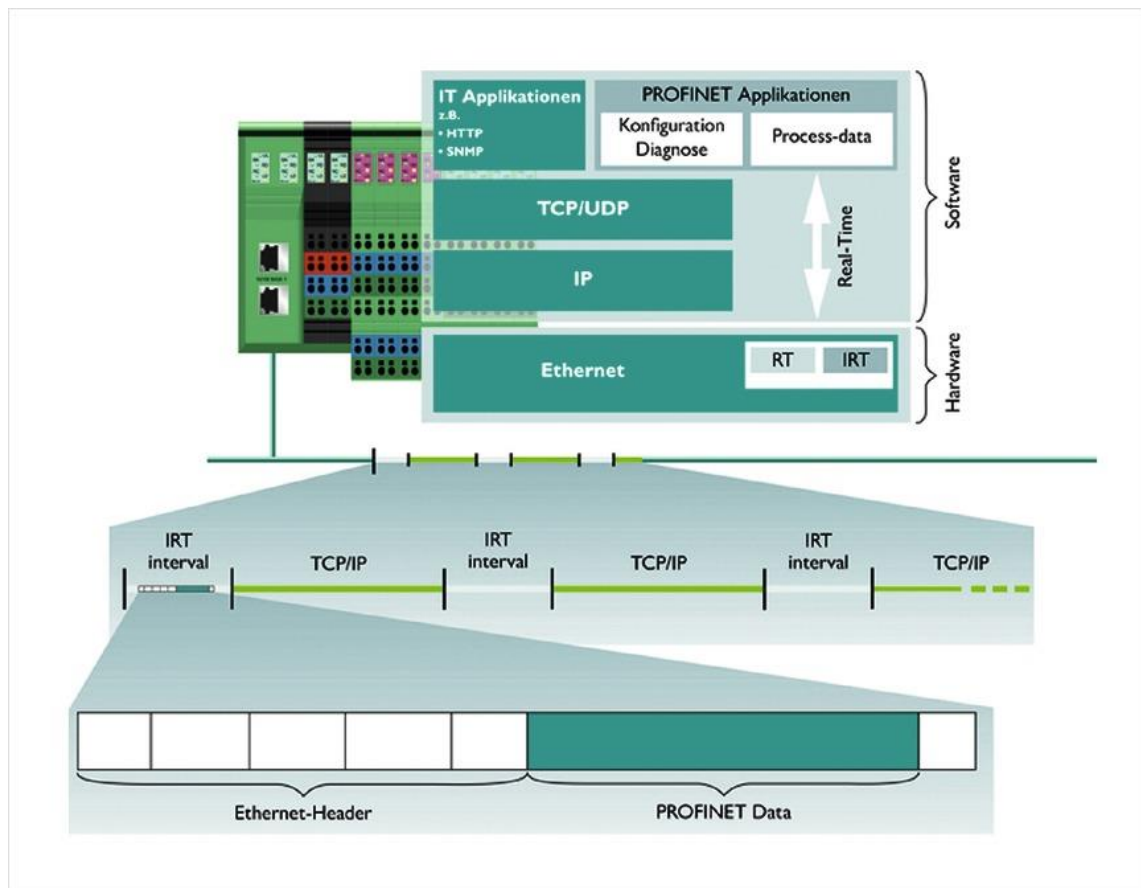 IT Applikationen
z.B.
• HTTP
• SNMP
PROFINET Applikationen
Konfiguration
Diagnose
Process-data
TCP/UDP
IP
Real-Time
Software
Ethernet
RT
IRT
Hardware
IRT
interval
TCP/IP
IRT
interval
TCP/IP
IRT
interval
TCP/IP
Ethernet-Header
PROFINET Data